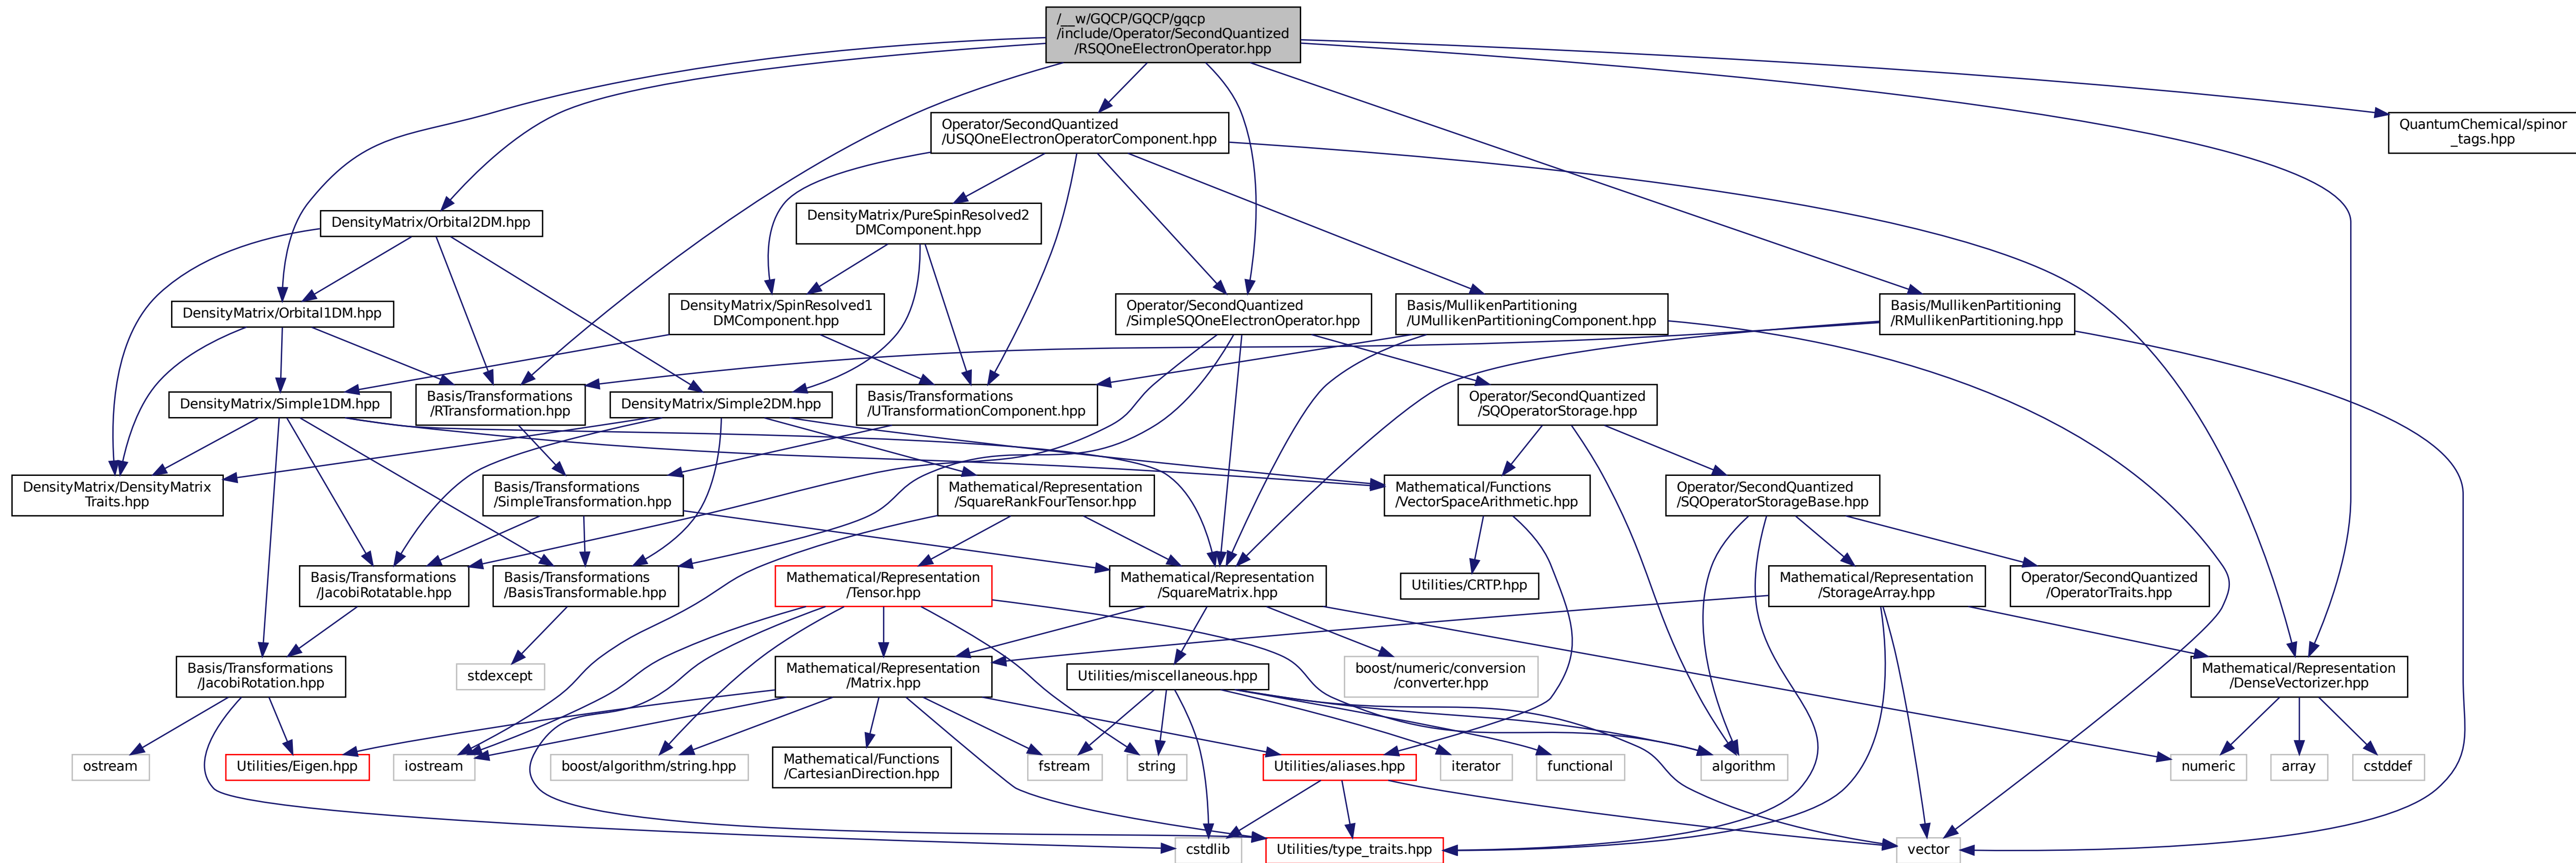 /__w/GQCP/GQCP/gqcp
/include/Operator/SecondQuantized
/RSQOneElectronOperator.hpp
Operator/SecondQuantized
/USQOneElectronOperatorComponent.hpp
QuantumChemical/spinor
_tags.hpp
DensityMatrix/Orbital2DM.hpp
DensityMatrix/PureSpinResolved2
DMComponent.hpp
DensityMatrix/Orbital1DM.hpp
DensityMatrix/SpinResolved1
DMComponent.hpp
Operator/SecondQuantized
/SimpleSQOneElectronOperator.hpp
Basis/MullikenPartitioning
/UMullikenPartitioningComponent.hpp
Basis/MullikenPartitioning
/RMullikenPartitioning.hpp
DensityMatrix/Simple1DM.hpp
Basis/Transformations
/RTransformation.hpp
DensityMatrix/Simple2DM.hpp
Basis/Transformations
/UTransformationComponent.hpp
Operator/SecondQuantized
/SQOperatorStorage.hpp
DensityMatrix/DensityMatrix
Traits.hpp
Basis/Transformations
/SimpleTransformation.hpp
Mathematical/Representation
/SquareRankFourTensor.hpp
Mathematical/Functions
/VectorSpaceArithmetic.hpp
Operator/SecondQuantized
/SQOperatorStorageBase.hpp
Basis/Transformations
/JacobiRotatable.hpp
Basis/Transformations
/BasisTransformable.hpp
Mathematical/Representation
/Tensor.hpp
Mathematical/Representation
/SquareMatrix.hpp
Utilities/CRTP.hpp
Mathematical/Representation
/StorageArray.hpp
Operator/SecondQuantized
/OperatorTraits.hpp
Basis/Transformations
/JacobiRotation.hpp
stdexcept
Mathematical/Representation
/Matrix.hpp
Utilities/miscellaneous.hpp
boost/numeric/conversion
/converter.hpp
Mathematical/Representation
/DenseVectorizer.hpp
ostream
Utilities/Eigen.hpp
iostream
boost/algorithm/string.hpp
Mathematical/Functions
/CartesianDirection.hpp
fstream
string
Utilities/aliases.hpp
iterator
functional
algorithm
numeric
array
cstddef
cstdlib
Utilities/type_traits.hpp
vector